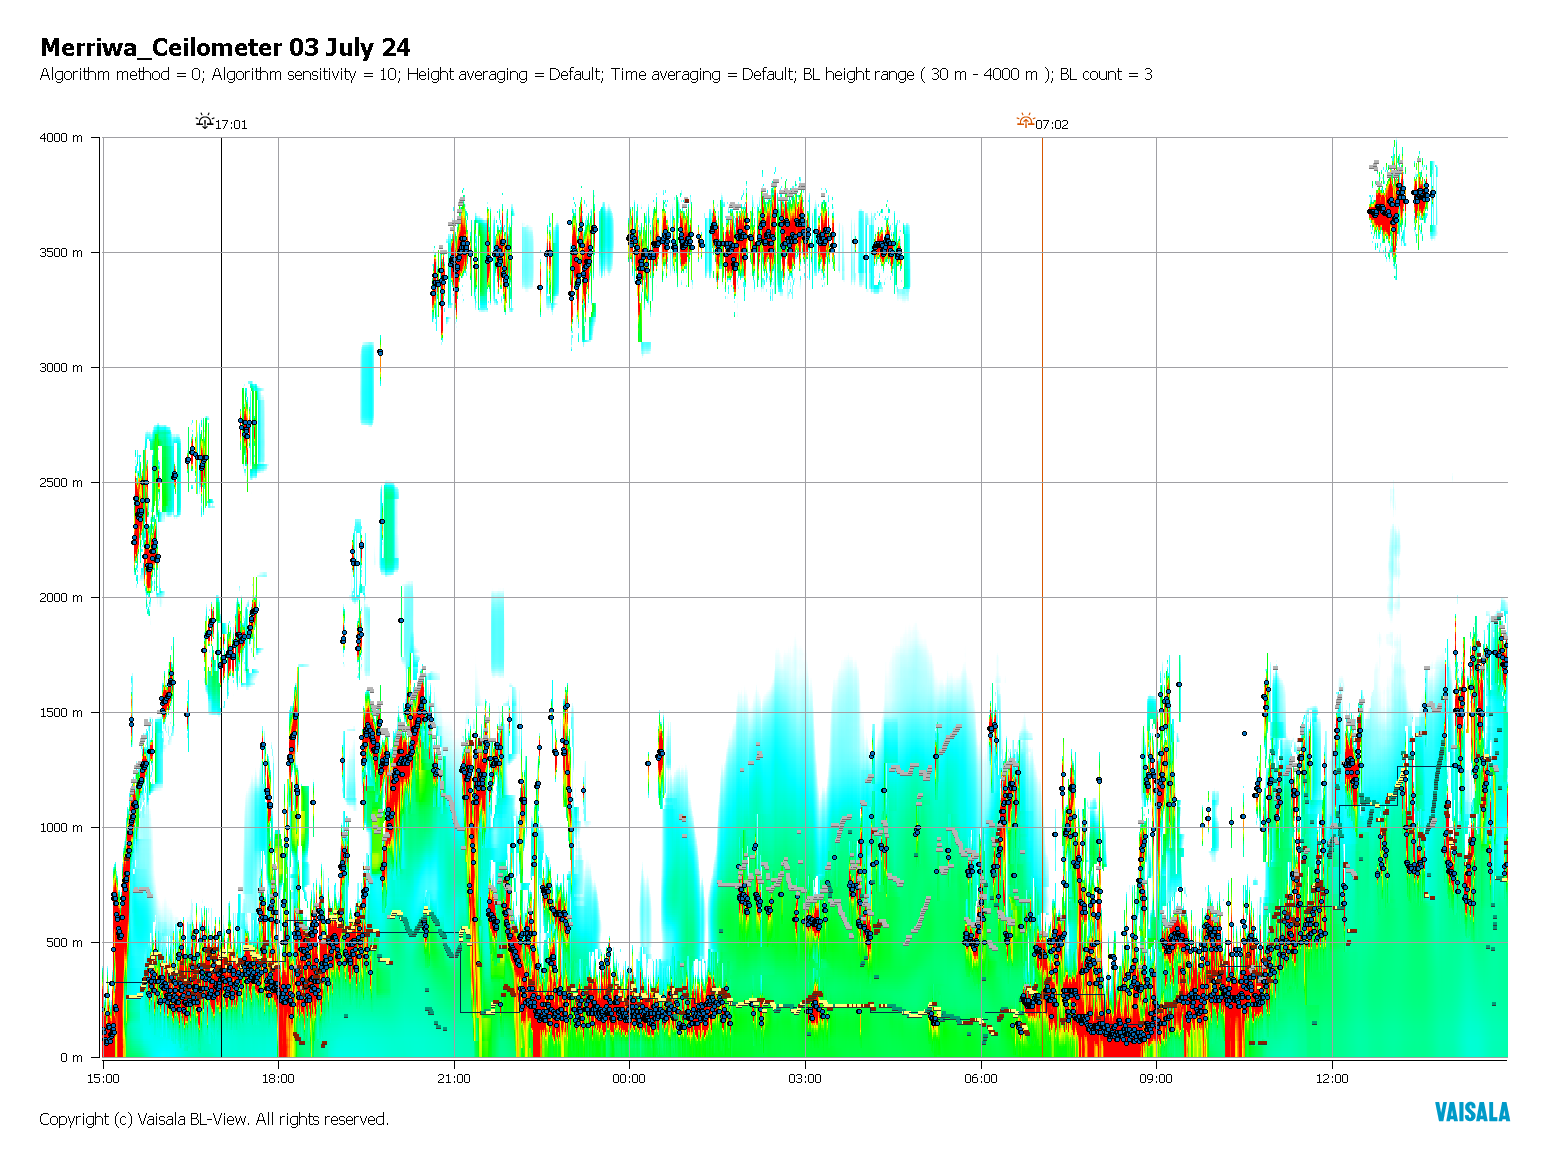 Merriwa_Ceilometer 03 July 24
Algorithm method = 0; Algorithm sensitivity = 10; Height averaging = Default; Time averaging = Default; BL height range ( 30 m - 4000 m ); BL count = 3
17:01
07:02
4000 m
3500 m
3000 m
2500 m
2000 m
1500 m
1000 m
500 m
0 m
15:00 18:00 21:00 00:00 03:00 06:00 09:00 12:00
Copyright (c) Vaisala BL-View. All rights reserved.
VAISALA